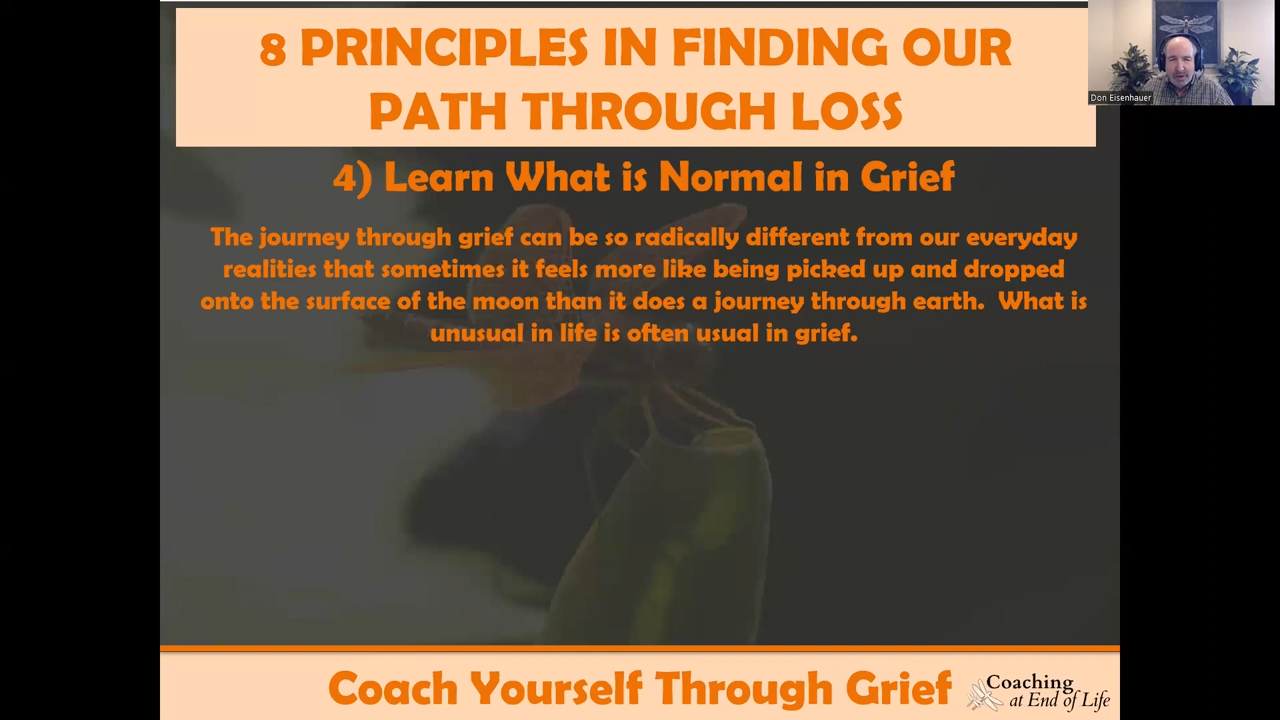 8 PRINCIPLES IN FINDING OUR
PATH THROUGH LOSS
Don Eisenhauer
4) Learn What is Normal in Grief
The journey through grief can be so radically different from our everyday
realities that sometimes it feels more like being picked up and dropped
onto the surface of the moon than it does a journey through earth.  What is
unusual in life is often usual in grief.
Coach Yourself Through Grief
Coaching
at End of Life